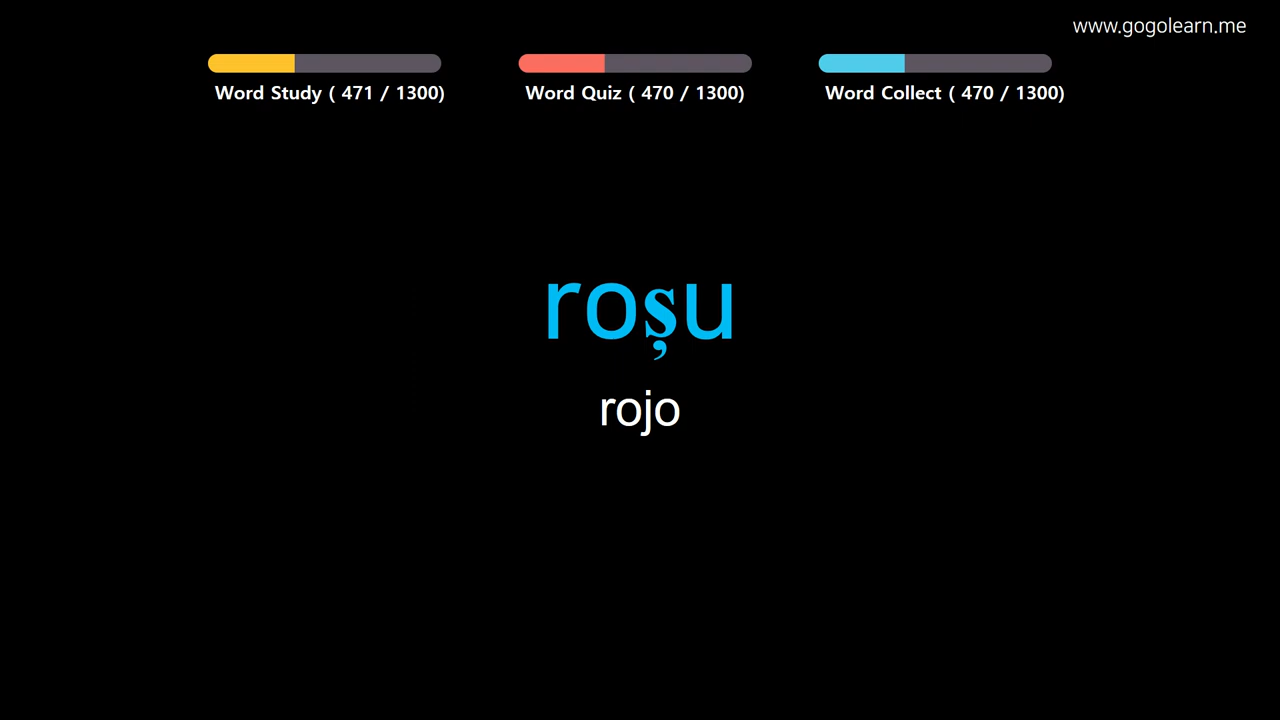 www.gogolearn.me
Word Study ( 471 / 1300)
Word Quiz ( 470 / 1300)
Word Collect ( 470 / 1300)
roșu
rojo